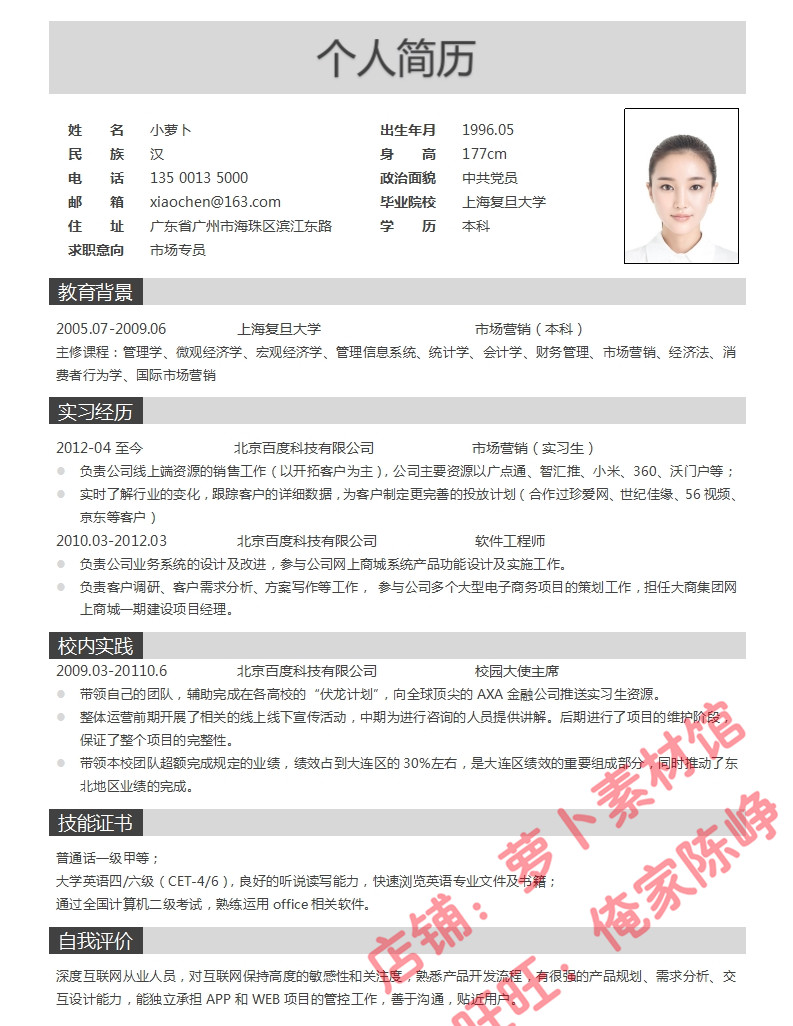 个人简历
姓 名 小萝卜 出生年月 1996.05
民 族 汉 身 高 177cm
电 话 135 0013 5000 政治面貌 中共党员
邮 箱 xiaochen@163.com 毕业院校 上海复旦大学
住 址 广东省广州市海珠区滨江东路 学 历 本科
求职意向 市场专员
教育背景
2005.07-2009.06 上海复旦大学 市场营销（本科）
主修课程：管理学、微观经济学、宏观经济学、管理信息系统、统计学、会计学、财务管理、市场营销、经济法、消
费者行为学、国际市场营销
实习经历
2012-04 至今 北京百度科技有限公司 市场营销（实习生）
负责公司线上端资源的销售工作（以开拓客户为主），公司主要资源以广点通、智汇推、小米、360、沃门户等；
实时了解行业的变化，跟踪客户的详细数据，为客户制定更完善的投放计划（合作过珍爱网、世纪佳缘、56 视频、
京东等客户）
2010.03-2012.03 北京百度科技有限公司 软件工程师
负责公司业务系统的设计及改进，参与公司网上商城系统产品功能设计及实施工作。
负责客户调研、客户需求分析、方案写作等工作， 参与公司多个大型电子商务项目的策划工作，担任大商集团网
上商城一期建设项目经理。
校内实践
2009.03-20110.6 北京百度科技有限公司 校园大使主席
带领自己的团队，辅助完成在各高校的“伏龙计划”，向全球顶尖的 AXA 金融公司推送实习生资源。
整体运营前期开展了相关的线上线下宣传活动，中期为进行咨询的人员提供讲解。后期进行了项目的维护阶段，
保证了整个项目的完整性。
带领本校团队超额完成规定的业绩，绩效占到大连区的 30%左右，是大连区绩效的重要组成部分，同时推动了东
北地区业绩的完成。
技能证书
普通话一级甲等；
大学英语四/六级（CET-4/6），良好的听说读写能力，快速浏览英语专业文件及书籍；
通过全国计算机二级考试，熟练运用 office 相关软件。
自我评价
深度互联网从业人员，对互联网保持高度的敏感性和关注度，熟悉产品开发流程，有很强的产品规划、需求分析、交
互设计能力，能独立承担 APP 和 WEB 项目的管控工作，善于沟通，贴近用户。
店铺：萝卜素材馆
旺旺：俺家陈峥